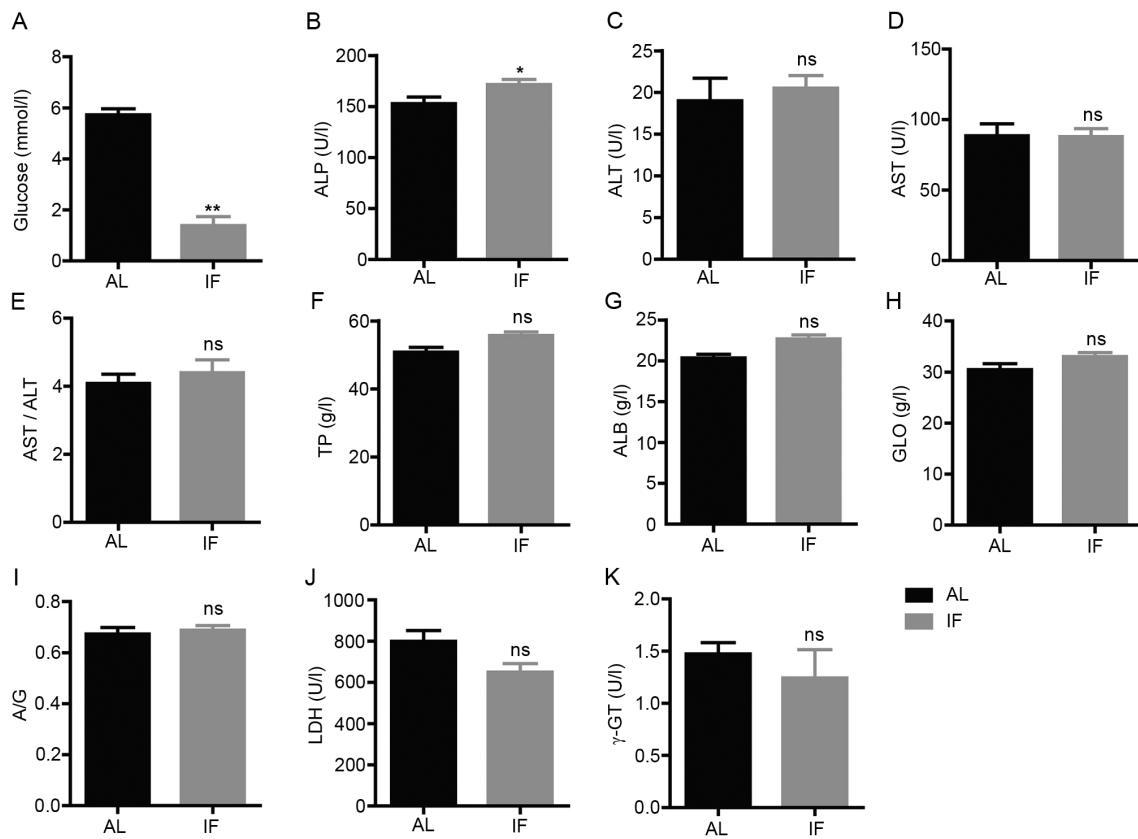 A
Glucose (mmol/l)
8
6
4
2
0
**
AL
IF
B
ALP (U/l)
200
150
100
50
0
*
AL
IF
C
ALT (U/l)
25
20
15
10
5
0
ns
AL
IF
D
AST (U/l)
150
100
50
0
ns
AL
IF
E
AST / ALT
6
4
2
0
ns
AL
IF
F
TP (g/l)
60
40
20
0
ns
AL
IF
G
ALB (g/l)
25
20
15
10
5
0
ns
AL
IF
H
GLO (g/l)
40
30
20
10
0
ns
AL
IF
I
A/G
0.8
0.6
0.4
0.2
0.0
ns
AL
IF
J
LDH (U/l)
1000
800
600
400
200
0
ns
AL
IF
K
γ-GT (U/l)
2.0
1.5
1.0
0.5
0.0
ns
AL
IF
AL
IF